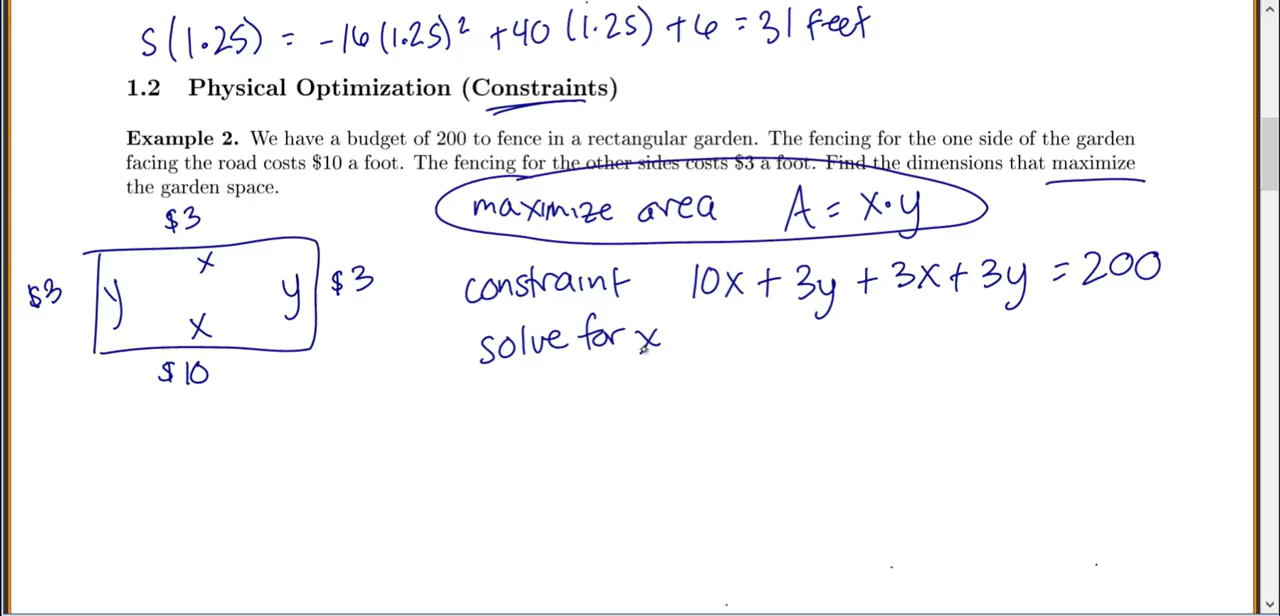 S(1.25) = -16(1.25)² +40(1.25)+6 = 31 feet
1.2 Physical Optimization (Constraints)
Example 2. We have a budget of 200 to fence in a rectangular garden. The fencing for the one side of the garden
facing the road costs $10 a foot. The fencing for the other sides costs $3 a foot. Find the dimensions that maximize
the garden space.
maximize area A = x·y
$3
x
$3 y y $3
x
$10
constraint 10x + 3y + 3x + 3y = 200
solve for x